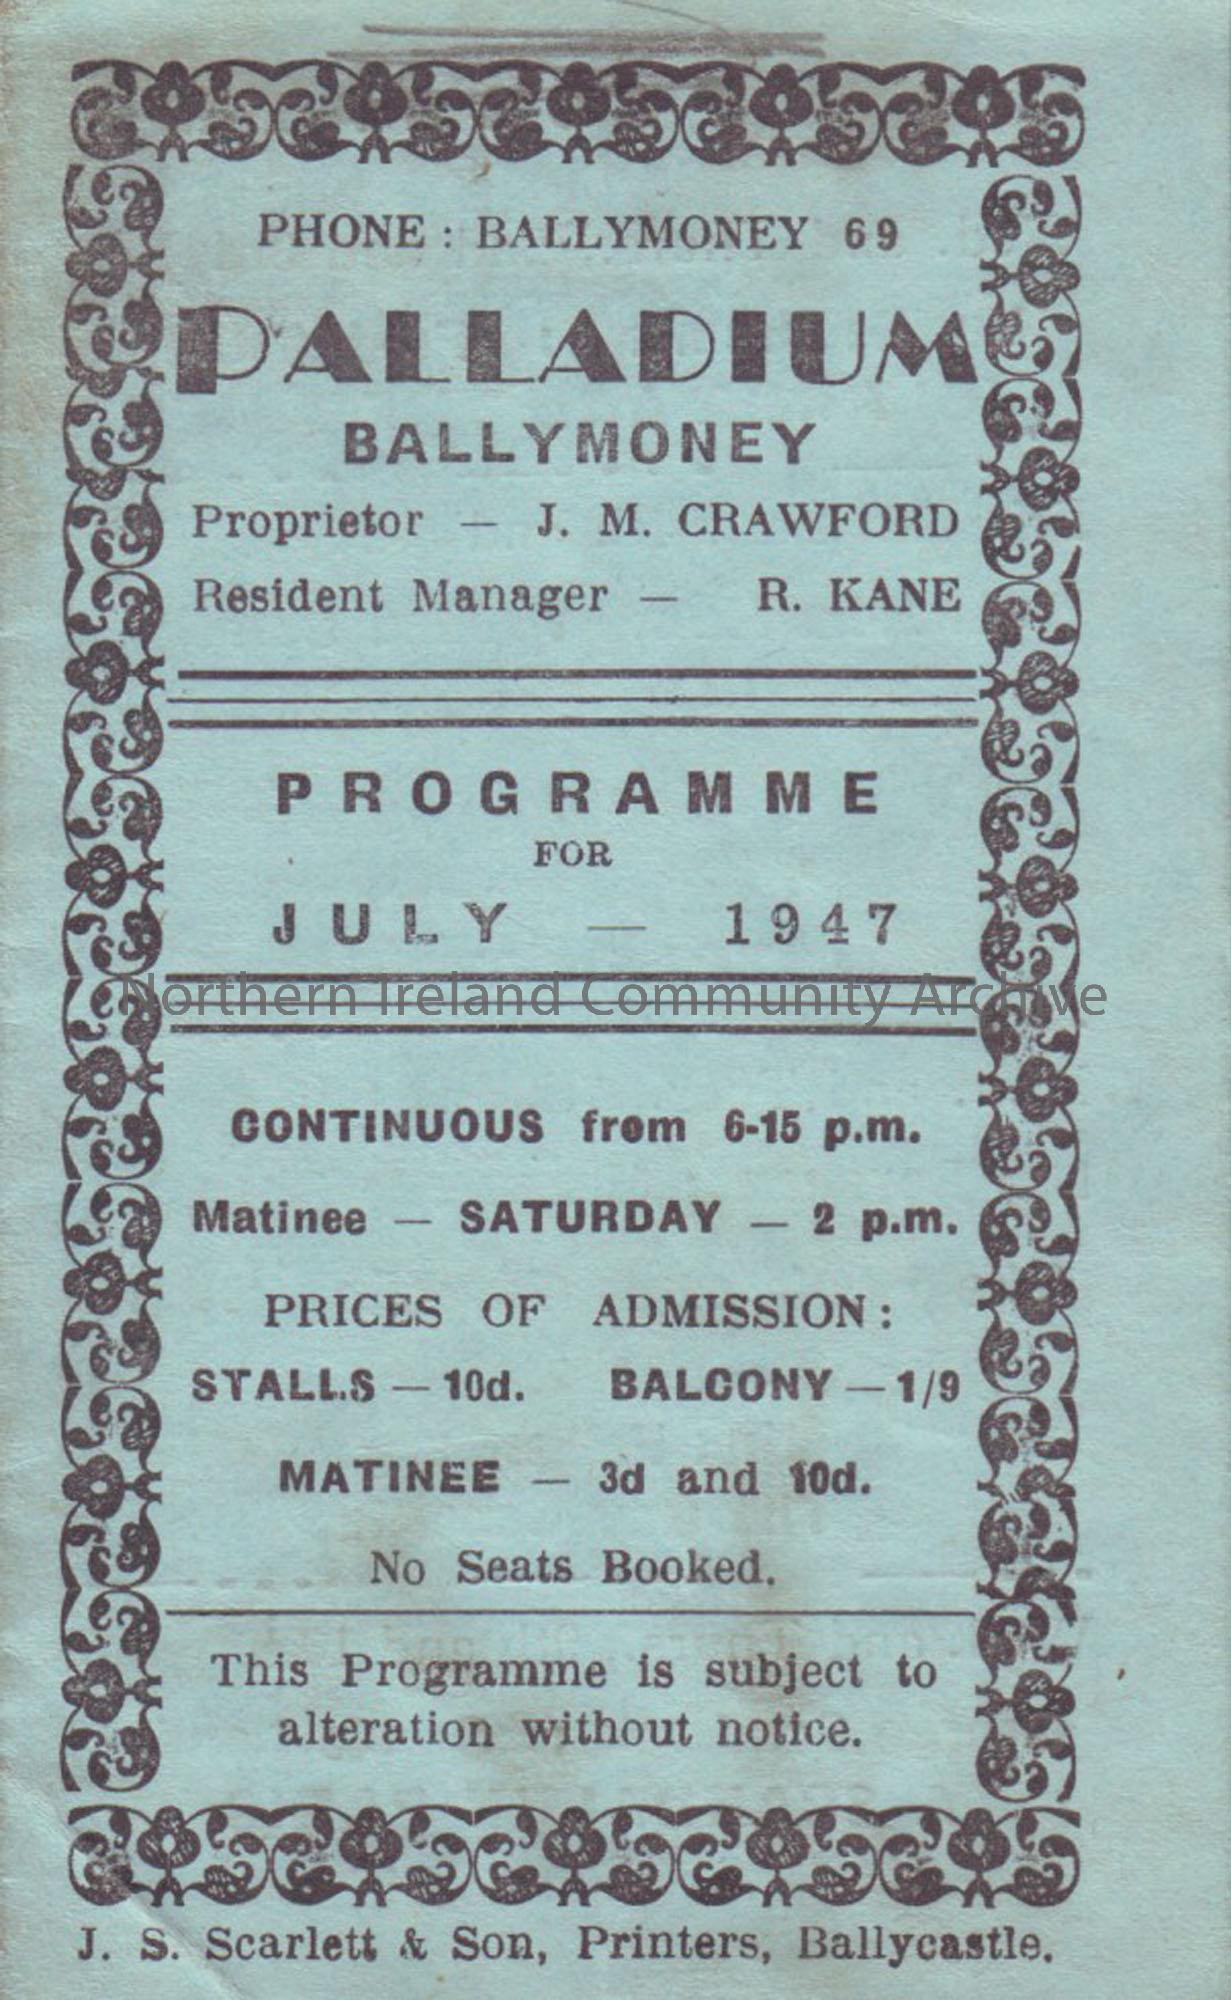 PHONE : BALLYMONEY 69
PALLADIUM
BALLYMONEY
Proprietor — J. M. CRAWFORD
Resident Manager — R. KANE
PROGRAMME
FOR
JULY — 1947
Northern Ireland Community Archive
CONTINUOUS from 6-15 p.m.
Matinee — SATURDAY — 2 p.m.
PRICES OF ADMISSION :
STALLS — 10d. BALCONY — 1/9
MATINEE — 3d and 10d.
No Seats Booked.
This Programme is subject to
alteration without notice.
J. S. Scarlett & Son, Printers, Ballycastle.